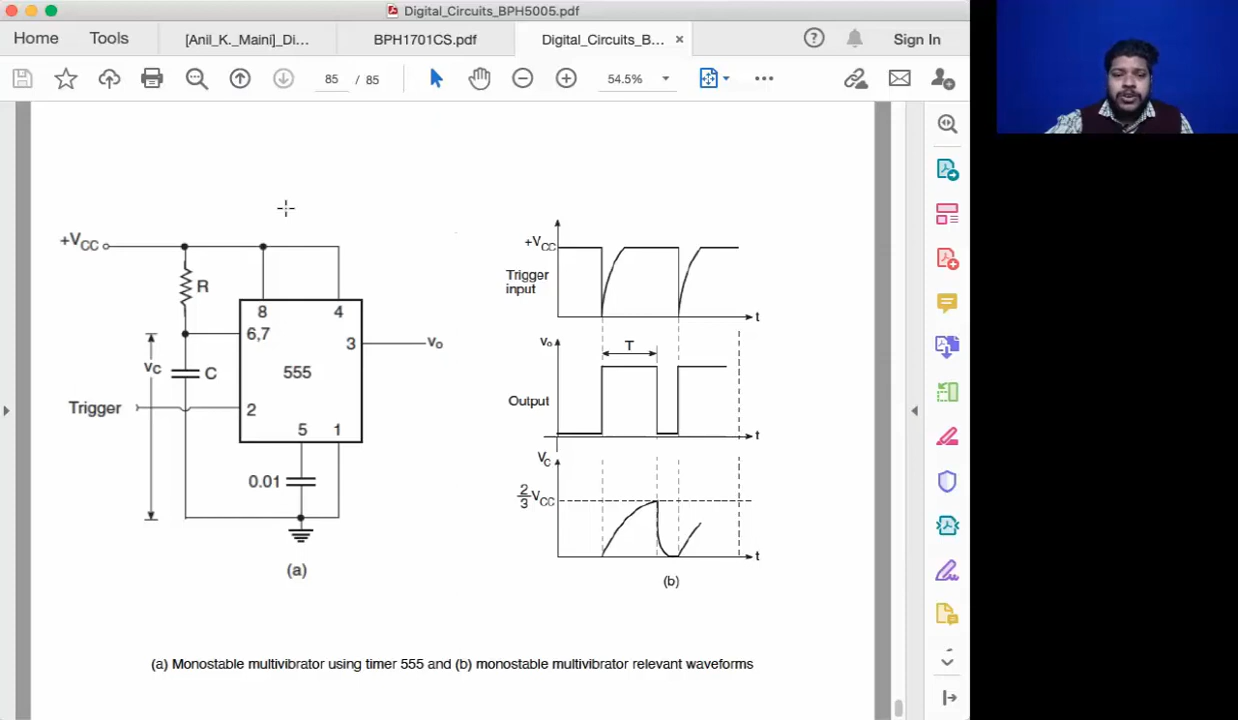 Digital_Circuits_BPH5005.pdf
Home
Tools
[Anil_K._Maini]_Di...
BPH1701CS.pdf
Digital_Circuits_B...
×
?
Sign In
85 / 85
54.5%
+VCC
R
8
4
6,7
3
vo
vC
C
555
Trigger
2
5
1
0.01
(a)
+VCC
Trigger
input
t
vo
T
Output
t
VC
2/3 VCC
t
(b)
(a) Monostable multivibrator using timer 555 and (b) monostable multivibrator relevant waveforms